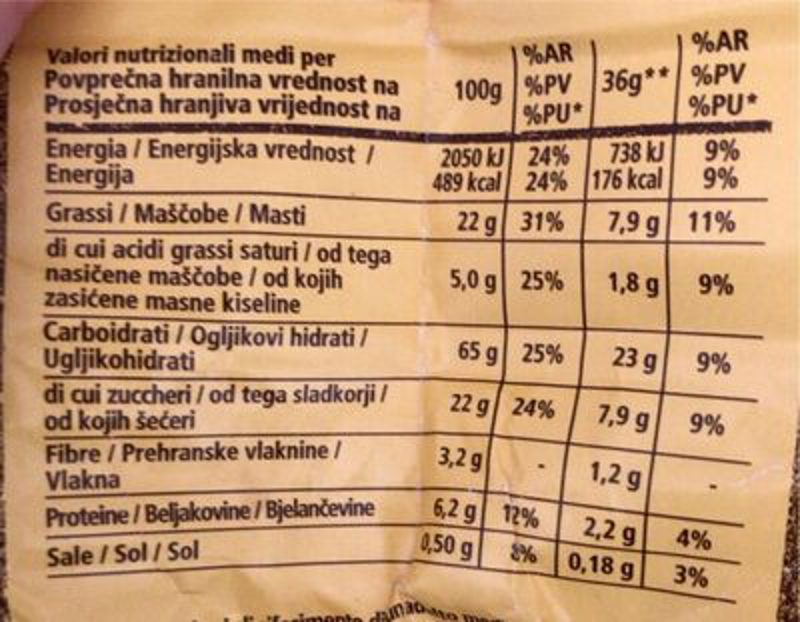 Valori nutrizionali medi per
Povprečna hranilna vrednost na
Prosječna hranjiva vrijednost na
100g %AR %PV %PU* 36g** %AR %PV %PU*
Energia / Energijska vrednost /
Energija
2050 kJ 24% 738 kJ 9%
489 kcal 24% 176 kcal 9%
Grassi / Maščobe / Masti 22 g 31% 7,9 g 11%
di cui acidi grassi saturi / od tega
nasičene maščobe / od kojih
zasićene masne kiseline
5,0 g 25% 1,8 g 9%
Carboidrati / Ogljikovi hidrati /
Ugljikohidrati
65 g 25% 23 g 9%
di cui zuccheri / od tega sladkorji /
od kojih šećeri
22 g 24% 7,9 g 9%
Fibre / Prehranske vlaknine /
Vlakna
3,2 g - 1,2 g -
Proteine / Beljakovine / Bjelančevine 6,2 g 12% 2,2 g 4%
Sale / Sol / Sol 0,50 g 8% 0,18 g 3%